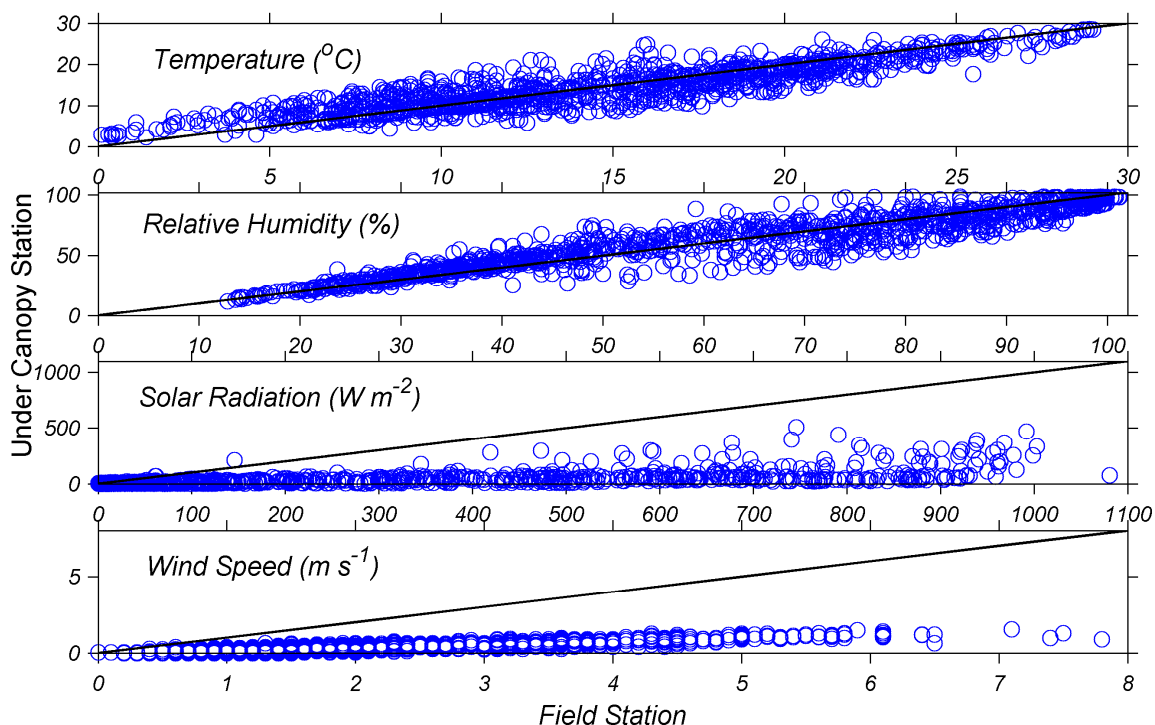 30
20
10
0
Temperature (°C)
0 5 10 15 20 25 30
100
50
0
Relative Humidity (%)
0 10 20 30 40 50 60 70 80 90 100
Under Canopy Station
1000
500
0
Solar Radiation (W m⁻²)
0 100 200 300 400 500 600 700 800 900 1000 1100
5
0
Wind Speed (m s⁻¹)
0 1 2 3 4 5 6 7 8
Field Station